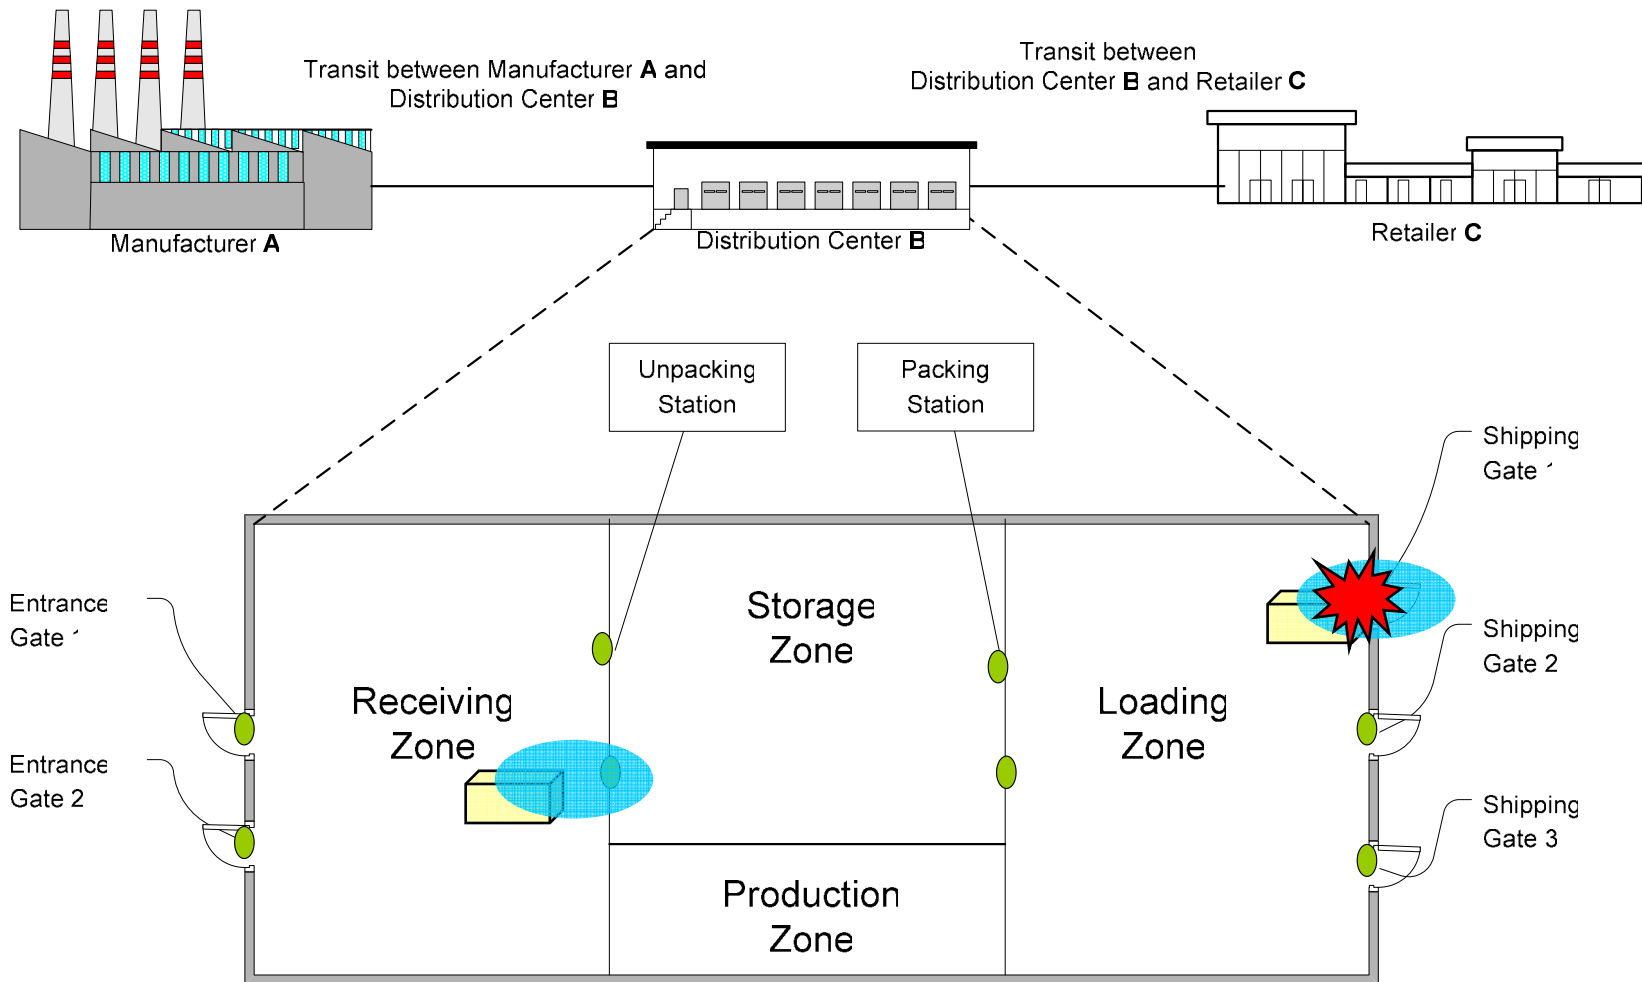 Transit between Manufacturer A and
Distribution Center B
Transit between
Distribution Center B and Retailer C
Manufacturer A
Distribution Center B
Retailer C
Unpacking
Station
Packing
Station
Shipping
Gate 1
Entrance
Gate 1
Storage
Zone
Shipping
Gate 2
Receiving
Zone
Loading
Zone
Entrance
Gate 2
Shipping
Gate 3
Production
Zone